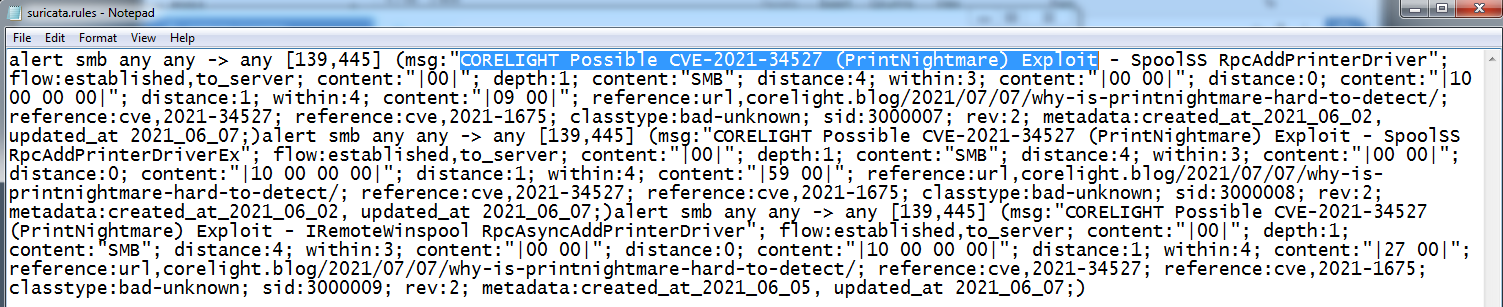 suricata.rules - Notepad
File Edit Format View Help
alert smb any any -> any [139,445] (msg:"CORELIGHT Possible CVE-2021-34527 (PrintNightmare) Exploit - SpoolSS RpcAddPrinterDriver";
flow:established,to_server; content:"|00|"; depth:1; content:"SMB"; distance:4; within:3; content:"|00 00|"; distance:0; content:"|10
00 00 00|"; distance:1; within:4; content:"|09 00|"; reference:url,corelight.blog/2021/07/07/why-is-printnightmare-hard-to-detect/;
reference:cve,2021-34527; reference:cve,2021-1675; classtype:bad-unknown; sid:3000007; rev:2; metadata:created_at_2021_06_02,
updated_at 2021_06_07;)alert smb any any -> any [139,445] (msg:"CORELIGHT Possible CVE-2021-34527 (PrintNightmare) Exploit - SpoolSS
RpcAddPrinterDriverEx"; flow:established,to_server; content:"|00|"; depth:1; content:"SMB"; distance:4; within:3; content:"|00 00|";
distance:0; content:"|10 00 00 00|"; distance:1; within:4; content:"|59 00|"; reference:url,corelight.blog/2021/07/07/why-is-
printnightmare-hard-to-detect/; reference:cve,2021-34527; reference:cve,2021-1675; classtype:bad-unknown; sid:3000008; rev:2;
metadata:created_at_2021_06_02, updated_at 2021_06_07;)alert smb any any -> any [139,445] (msg:"CORELIGHT Possible CVE-2021-34527
(PrintNightmare) Exploit - IRemoteWinspool RpcAsyncAddPrinterDriver"; flow:established,to_server; content:"|00|"; depth:1;
content:"SMB"; distance:4; within:3; content:"|00 00|"; distance:0; content:"|10 00 00 00|"; distance:1; within:4; content:"|27 00|";
reference:url,corelight.blog/2021/07/07/why-is-printnightmare-hard-to-detect/; reference:cve,2021-34527; reference:cve,2021-1675;
classtype:bad-unknown; sid:3000009; rev:2; metadata:created_at_2021_06_05, updated_at 2021_06_07;)